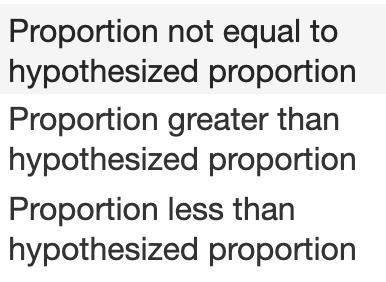 Proportion not equal to
hypothesized proportion
Proportion greater than
hypothesized proportion
Proportion less than
hypothesized proportion